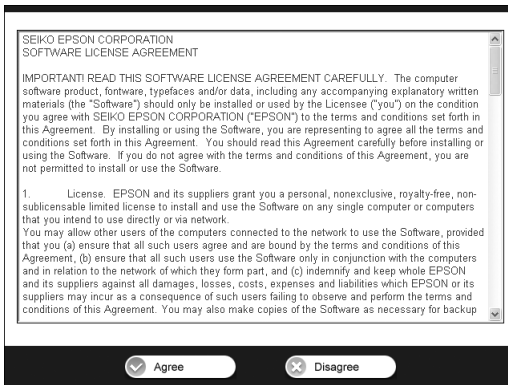 SEIKO EPSON CORPORATION
SOFTWARE LICENSE AGREEMENT
IMPORTANT! READ THIS SOFTWARE LICENSE AGREEMENT CAREFULLY. The computer
software product, fontware, typefaces and/or data, including any accompanying explanatory written
materials (the "Software") should only be installed or used by the Licensee ("you") on the condition
you agree with SEIKO EPSON CORPORATION ("EPSON") to the terms and conditions set forth in
this Agreement. By installing or using the Software, you are representing to agree all the terms and
conditions set forth in this Agreement. You should read this Agreement carefully before installing or
using the Software. If you do not agree with the terms and conditions of this Agreement, you are
not permitted to install or use the Software.
1. License. EPSON and its suppliers grant you a personal, nonexclusive, royalty-free, non-
sublicensable limited license to install and use the Software on any single computer or computers
that you intend to use directly or via network.
You may allow other users of the computers connected to the network to use the Software, provided
that you (a) ensure that all such users agree and are bound by the terms and conditions of this
Agreement, (b) ensure that all such users use the Software only in conjunction with the computers
and in relation to the network of which they form part, and (c) indemnify and keep whole EPSON
and its suppliers against all damages, losses, costs, expenses and liabilities which EPSON or its
suppliers may incur as a consequence of such users failing to observe and perform the terms and
conditions of this Agreement. You may also make copies of the Software as necessary for backup
Agree
Disagree